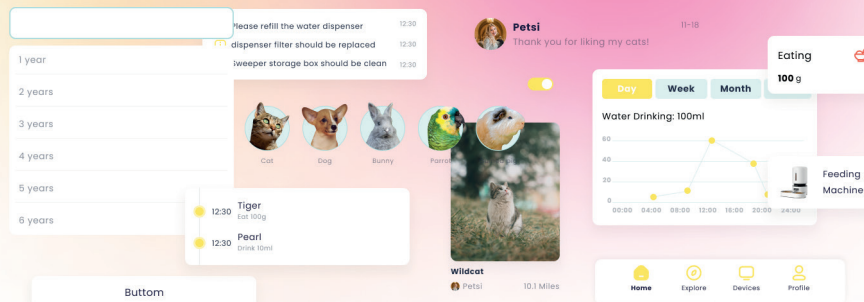 1 year
2 years
3 years
4 years
5 years
6 years
Please refill the water dispenser
12:30
dispenser filter should be replaced
12:30
Sweeper storage box should be clean
12:30
Petsi
11-18
Thank you for liking my cats!
Cat
Dog
Bunny
Parrot
12:30
Tiger
Eat 100g
12:30
Pearl
Drink 10ml
Buttom
Wildcat
Petsi
10.1 Miles
Eating
100 g
Day
Week
Month
Water Drinking: 100ml
60
40
30
0
00:00
04:00
08:00
12:00
16:00
20:00
24:00
Feeding
Machine
Home
Explore
Devices
Profile